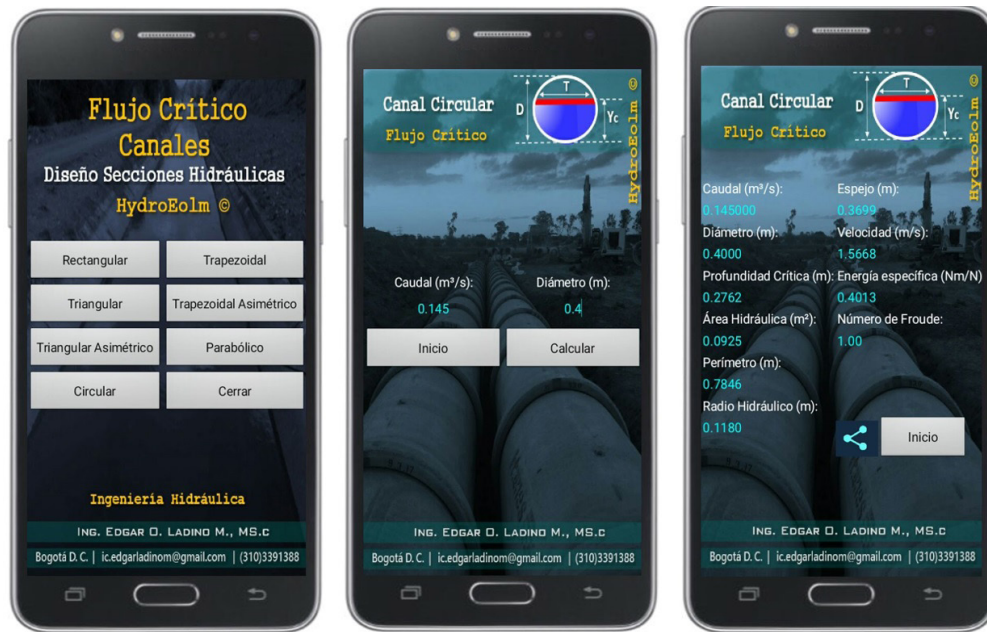 Flujo Crítico
Canales
Diseño Secciones Hidráulicas
HydroEolm ©
Rectangular
Trapezoidal
Triangular
Trapezoidal Asimétrico
Triangular Asimétrico
Parabólico
Circular
Cerrar
Ingeniería Hidráulica
ING. EDGAR O. LADINO M., MS.C
Bogotá D. C. | ic.edgarladinom@gmail.com | (310)3391388
Canal Circular
Flujo Crítico
D
T
Yc
HydroEolm ©
Caudal (m³/s):
Diámetro (m):
0.145
0.4
Inicio
Calcular
ING. EDGAR O. LADINO M., MS.C
Bogotá D. C. | ic.edgarladinom@gmail.com | (310)3391388
Canal Circular
Flujo Crítico
D
T
Yc
HydroEolm ©
Caudal (m³/s):
Espejo (m):
0.145000
0.3699
Diámetro (m):
Velocidad (m/s):
0.4000
1.5668
Profundidad Crítica (m):
Energía específica (Nm/N)
0.2762
0.4013
Área Hidráulica (m²):
Número de Froude:
0.0925
1.00
Perímetro (m):
0.7846
Radio Hidráulico (m):
0.1180
Inicio
ING. EDGAR O. LADINO M., MS.C
Bogotá D. C. | ic.edgarladinom@gmail.com | (310)3391388